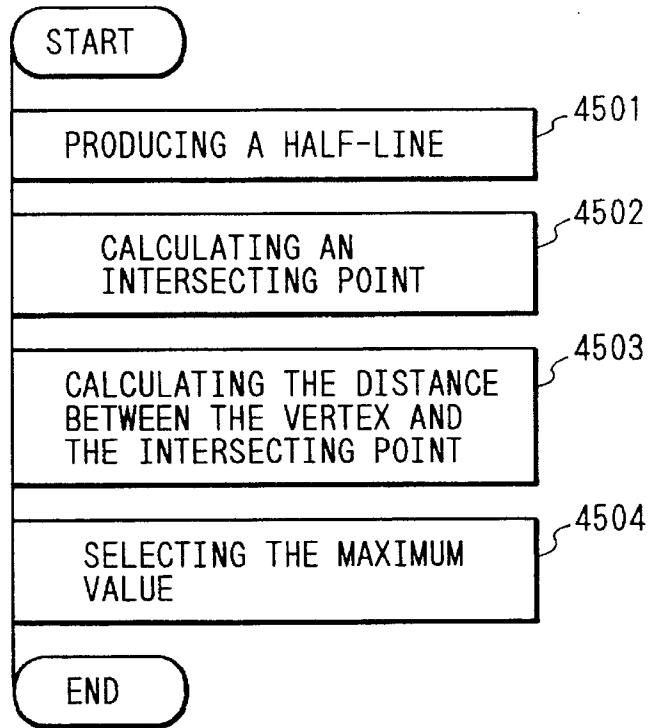 START
4501
PRODUCING A HALF-LINE
4502
CALCULATING AN
INTERSECTING POINT
4503
CALCULATING THE DISTANCE
BETWEEN THE VERTEX AND
THE INTERSECTING POINT
4504
SELECTING THE MAXIMUM
VALUE
END